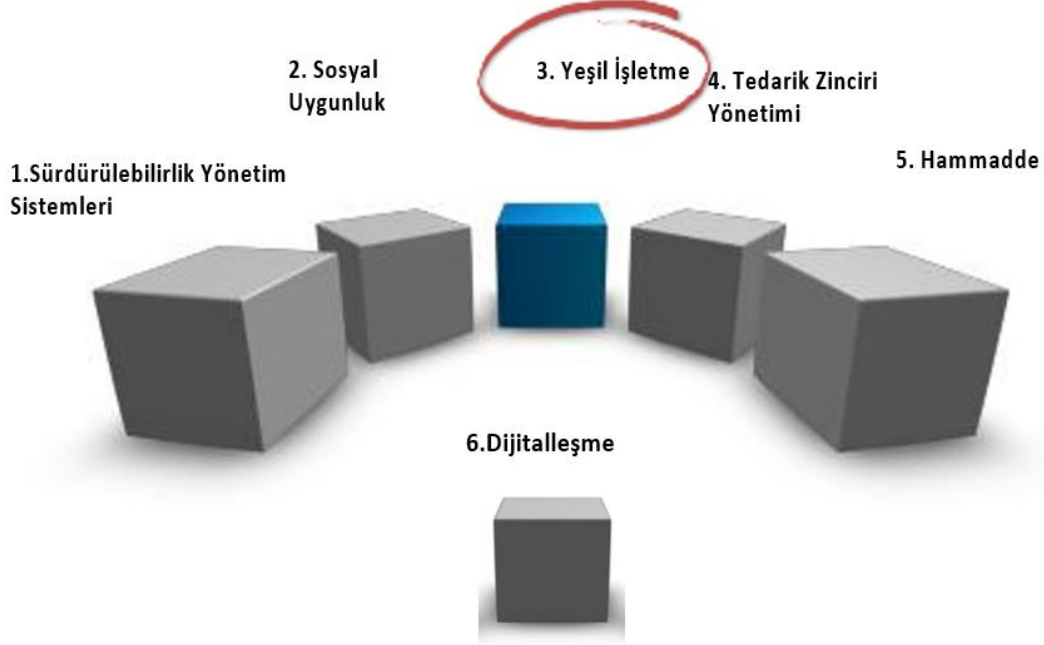 1.Sürdürülebilirlik Yönetim
Sistemleri
2. Sosyal
Uygunluk
3. Yeşil İşletme
4. Tedarik Zinciri
Yönetimi
5. Hammadde
6.Dijitalleşme